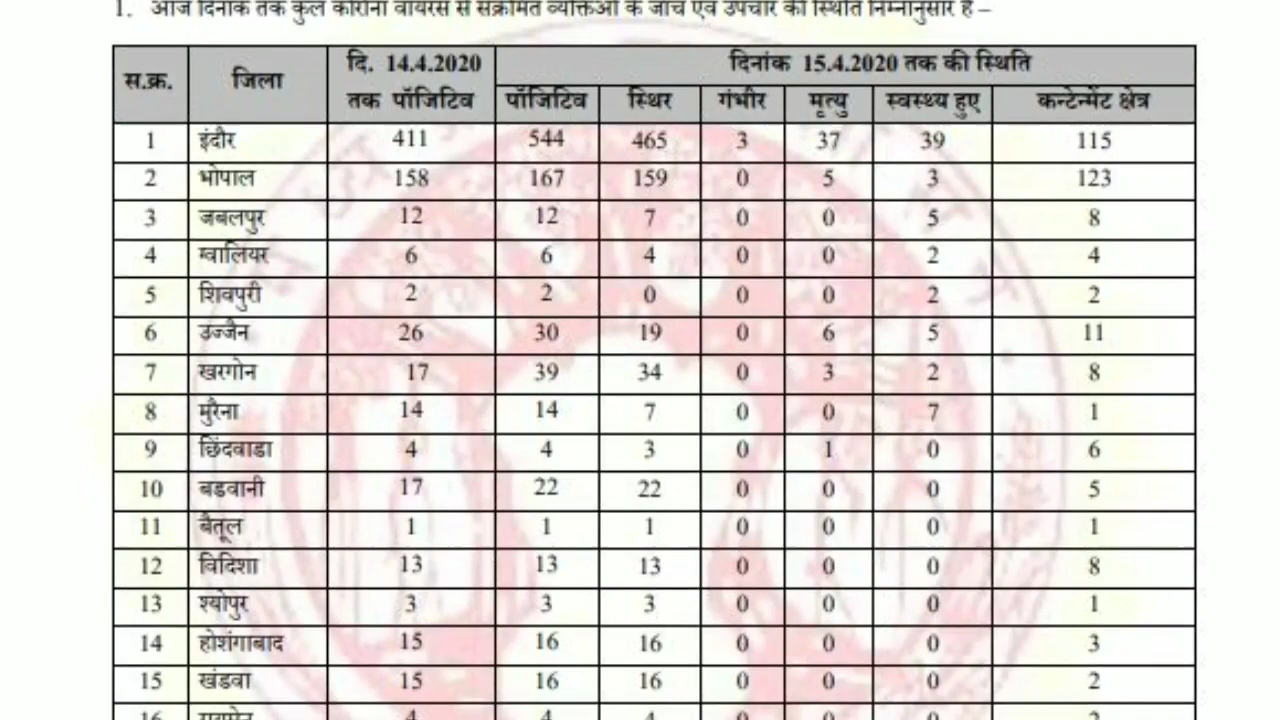 1. आज दिनांक तक कुल कोरोना वायरस से संक्रमित व्यक्तिओं के जांच एवं उपचार की स्थिति निम्नानुसार है –
स.क्र. जिला दि. 14.4.2020 तक पॉजिटिव दिनांक 15.4.2020 तक की स्थिति
पॉजिटिव स्थिर गंभीर मृत्यु स्वस्थ्य हुए कन्टेन्मेंट क्षेत्र
1 इंदौर 411 544 465 3 37 39 115
2 भोपाल 158 167 159 0 5 3 123
3 जबलपुर 12 12 7 0 0 5 8
4 ग्वालियर 6 6 4 0 0 2 4
5 शिवपुरी 2 2 0 0 0 2 2
6 उज्जैन 26 30 19 0 6 5 11
7 खरगोन 17 39 34 0 3 2 8
8 मुरैना 14 14 7 0 0 7 1
9 छिंदवाडा 4 4 3 0 1 0 6
10 बडवानी 17 22 22 0 0 0 5
11 बैतूल 1 1 1 0 0 0 1
12 विदिशा 13 13 13 0 0 0 8
13 श्योपुर 3 3 3 0 0 0 1
14 होशंगाबाद 15 16 16 0 0 0 3
15 खंडवा 15 16 16 0 0 0 2
16 4 4 4 0 0 0